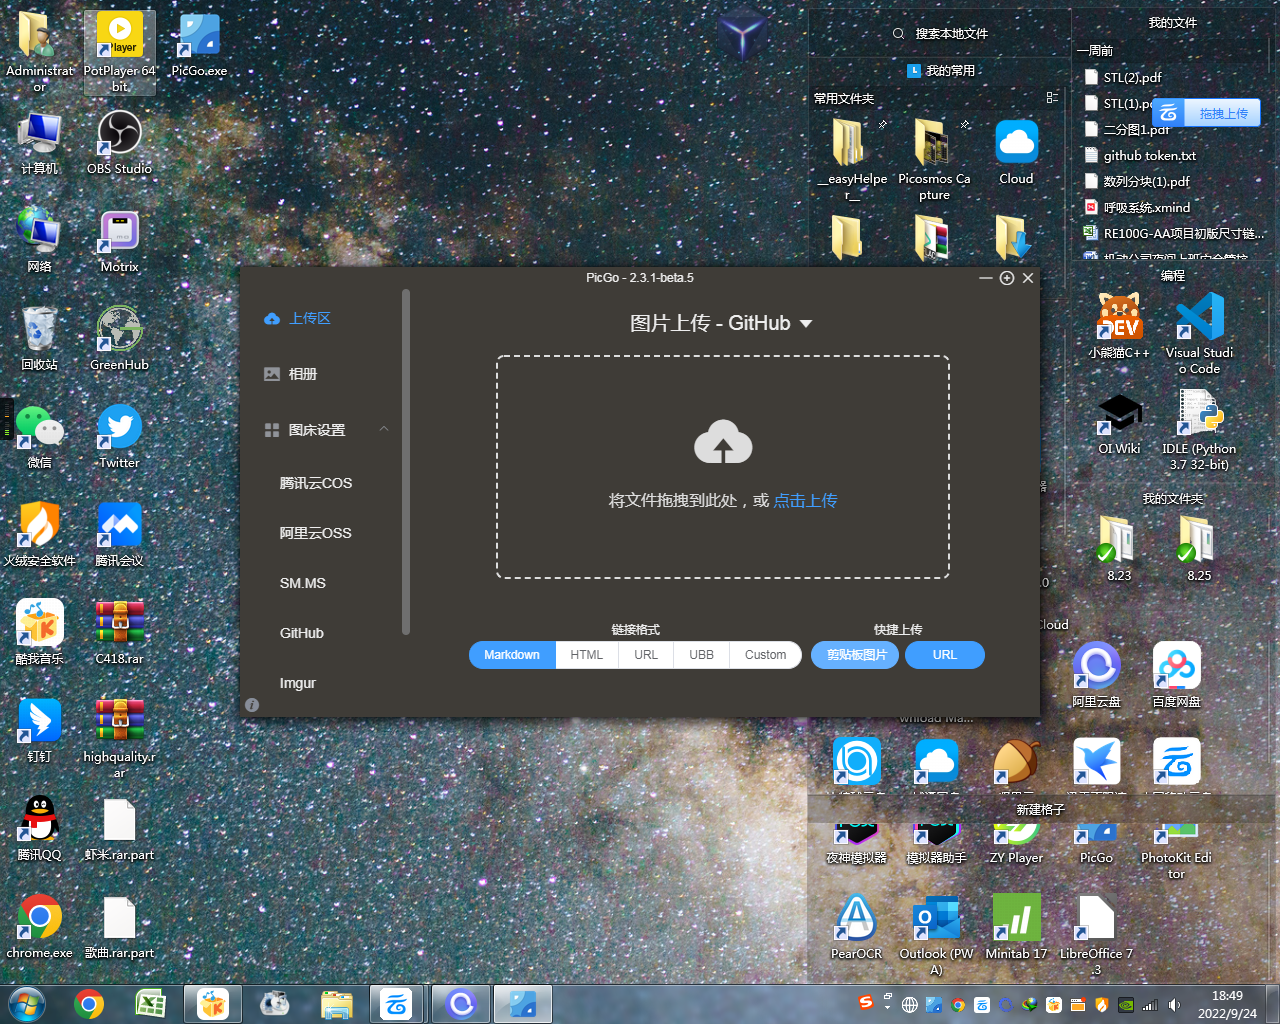 Administrat
or
PotPlayer 64
bit
PicGo.exe
计算机
OBS Studio
网络
Motrix
回收站
GreenHub
微信
Twitter
火绒安全软件
腾讯会议
酷我音乐
C418.rar
钉钉
highquality.r
ar
腾讯QQ
虾米.rar.part
chrome.exe
歌曲.rar.part
搜索本地文件
我的常用
常用文件夹
__easyHelpe
r__
Picosmos Ca
pture
Cloud
我的文件
一周前
STL(2).pdf
STL(1).pd
拖拽上传
二分图1.pdf
github token.txt
数列分块(1).pdf
呼吸系统.xmind
RE100G-AA项目初版尺寸链...
编程
小熊猫C++
Visual Studi
o Code
OI Wiki
IDLE (Python
3.7 32-bit)
我的文件夹
8.23
8.25
阿里云盘
百度网盘
PicGo - 2.3.1-beta.5
上传区
相册
图床设置
腾讯云COS
阿里云OSS
SM.MS
GitHub
Imgur
图片上传 - GitHub
将文件拖拽到此处，或 点击上传
链接格式
快捷上传
Markdown
HTML
URL
UBB
Custom
剪贴板图片
URL
新建格子
夜神模拟器
模拟器助手
ZY Player
PicGo
PhotoKit Edi
tor
PearOCR
Outlook (PW
A)
Minitab 17
LibreOffice 7
.3
18:49
2022/9/24